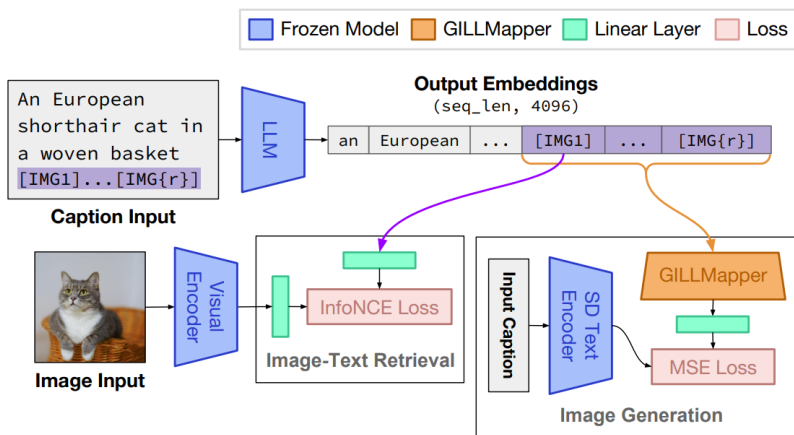 Frozen Model GILLMapper Linear Layer Loss
Output Embeddings
(seq_len, 4096)
An European
shorthair cat in
a woven basket
[IMG1]...[IMG{r}]
Caption Input
LLM
an European ... [IMG1] ... [IMG{r}]
Image Input
Visual
Encoder
InfoNCE Loss
Image-Text Retrieval
Input Caption
SD Text
Encoder
GILLMapper
MSE Loss
Image Generation